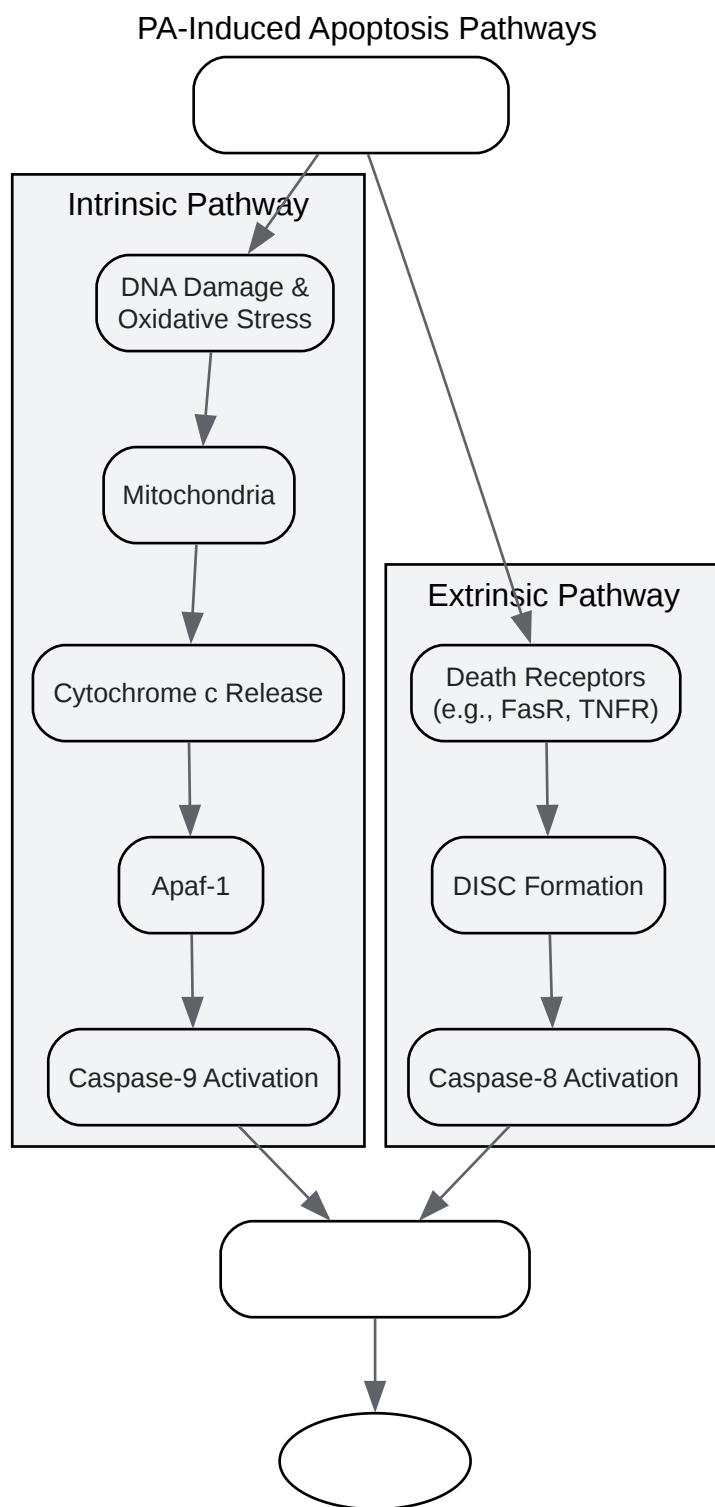 PA-Induced Apoptosis Pathways
Intrinsic Pathway
DNA Damage &
Oxidative Stress
Mitochondria
Cytochrome c Release
Apaf-1
Caspase-9 Activation
Extrinsic Pathway
Death Receptors
(e.g., FasR, TNFR)
DISC Formation
Caspase-8 Activation